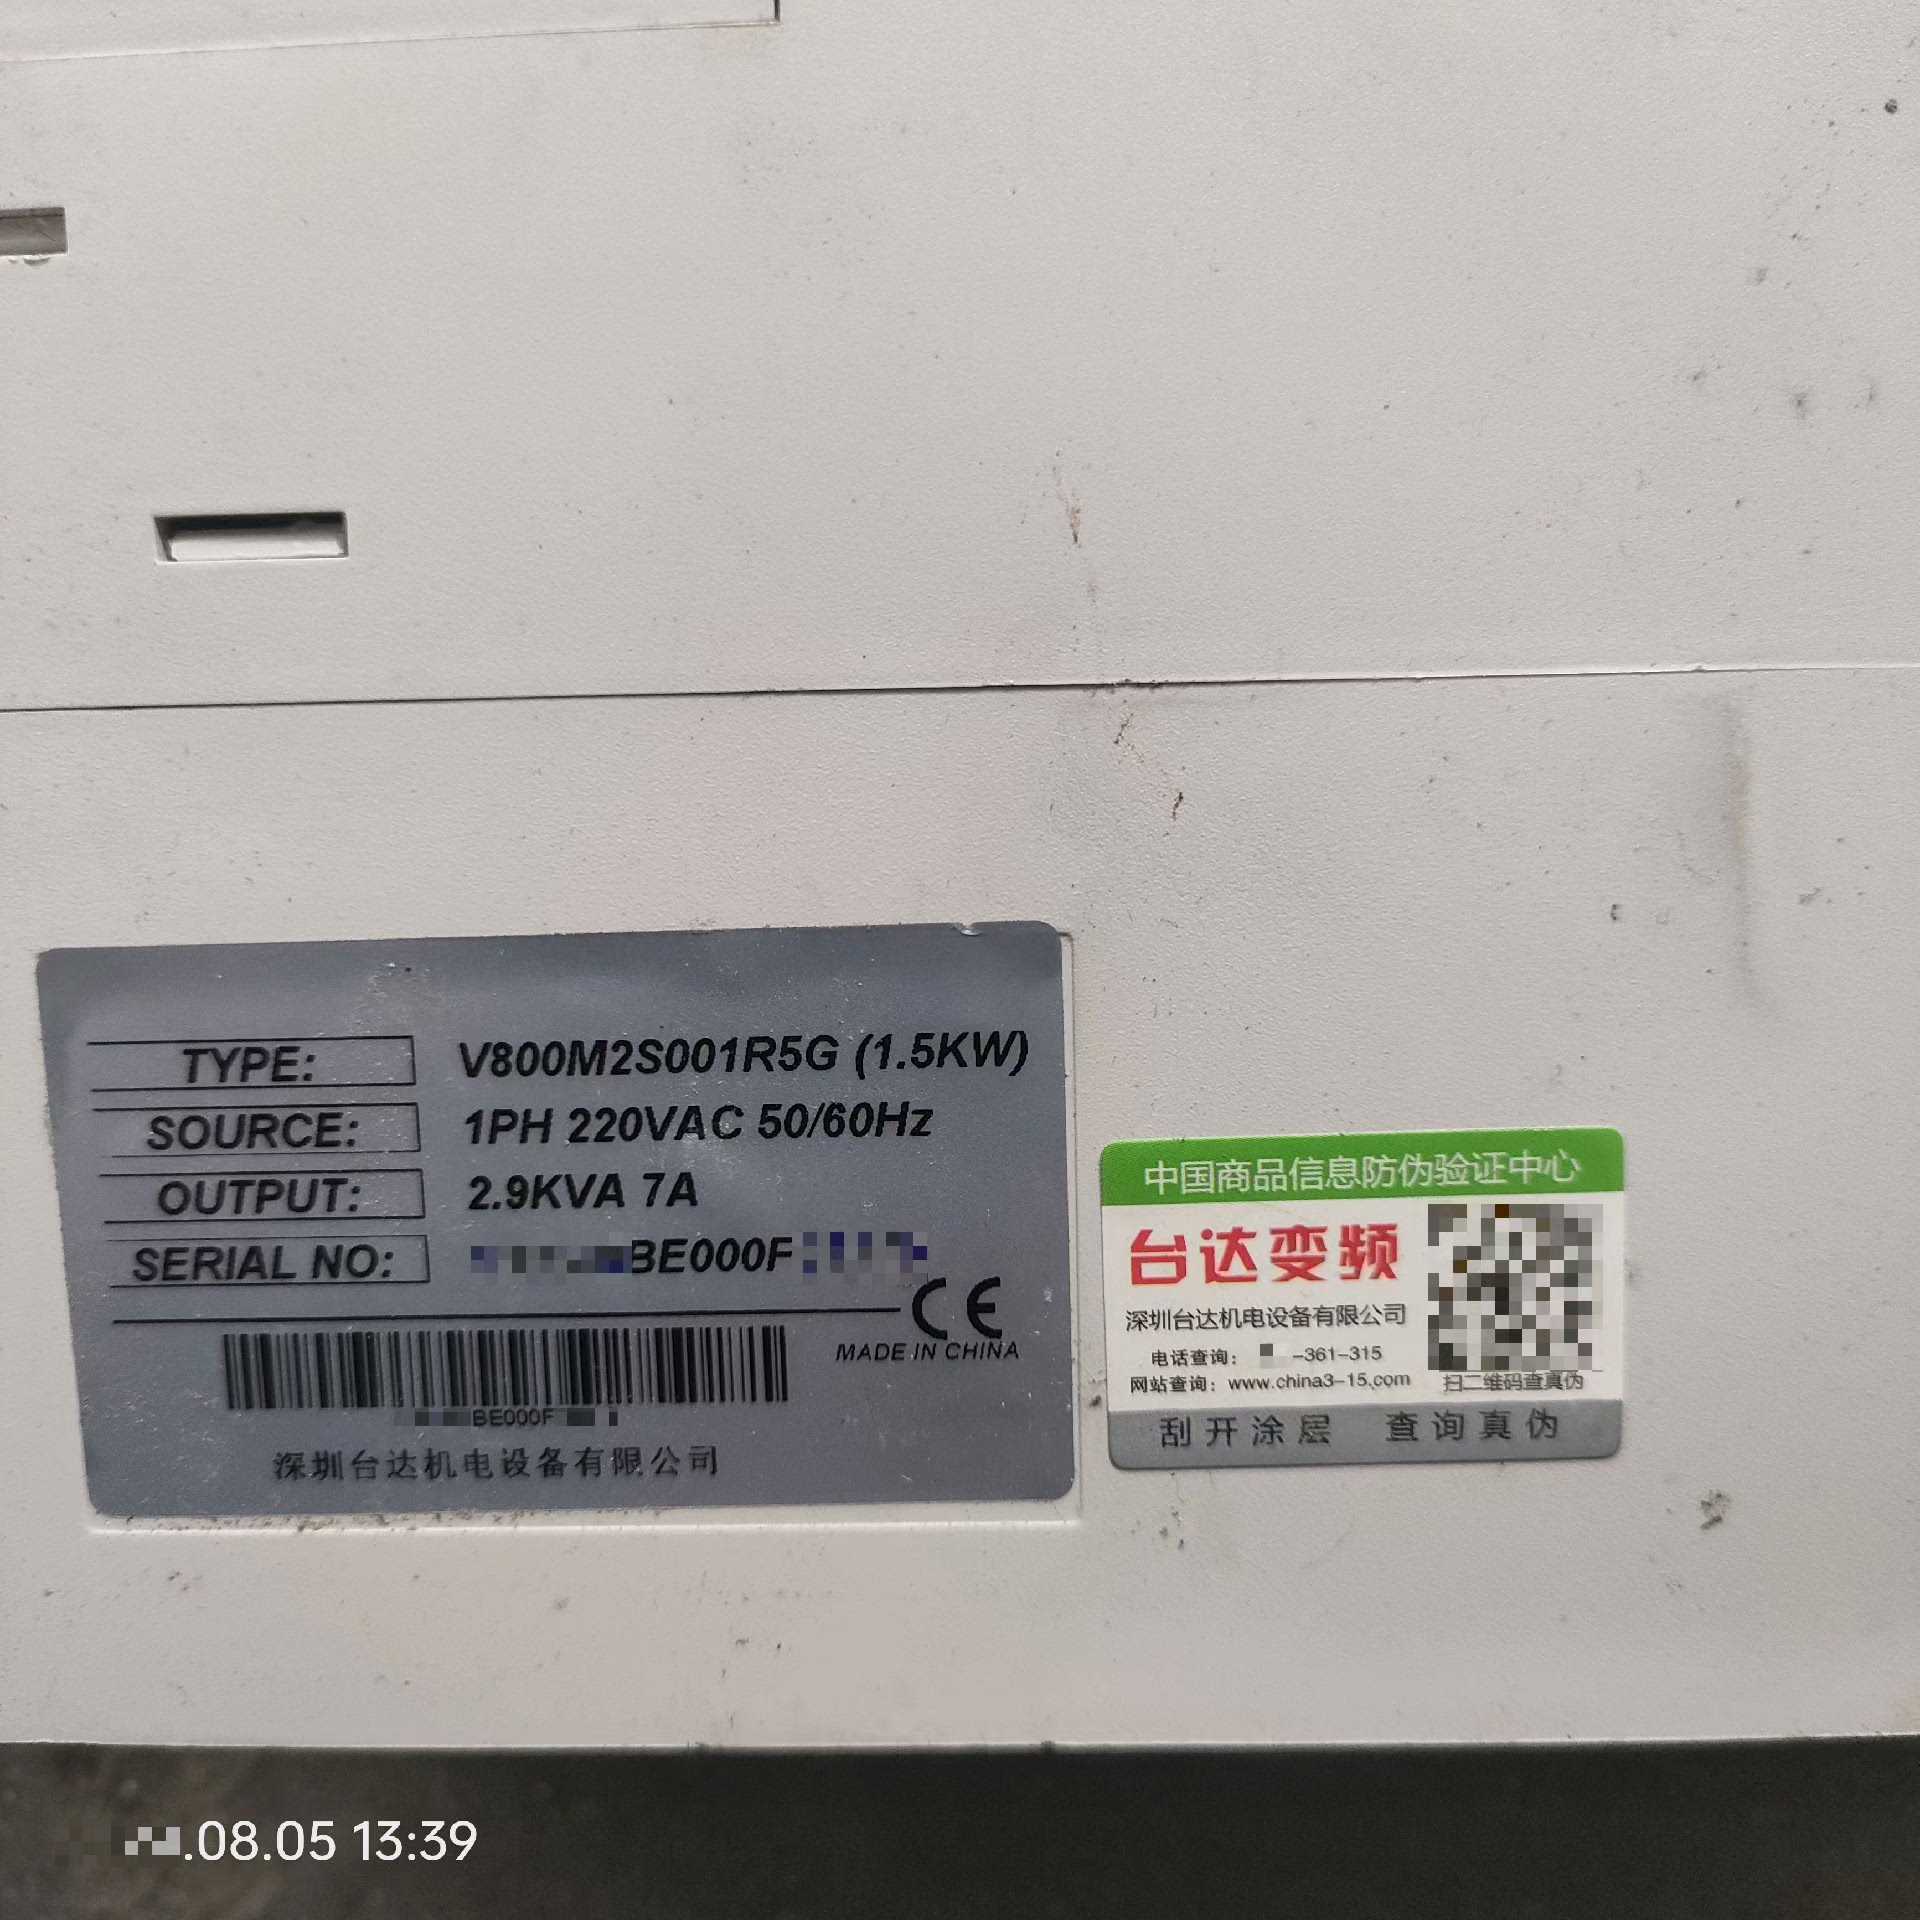 TYPE: V800M2S001R5G (1.5KW)
SOURCE: 1PH 220VAC 50/60Hz
OUTPUT: 2.9KVA 7A
SERIAL NO: BE000F
CE
MADE IN CHINA
BE000F
深圳台达机电设备有限公司
中国商品信息防伪验证中心
台达变频
深圳台达机电设备有限公司
电话查询: -361-315
网站查询: www.china3-15.com
扫二维码查真伪
刮开涂层 查询真伪
.08.05 13:39